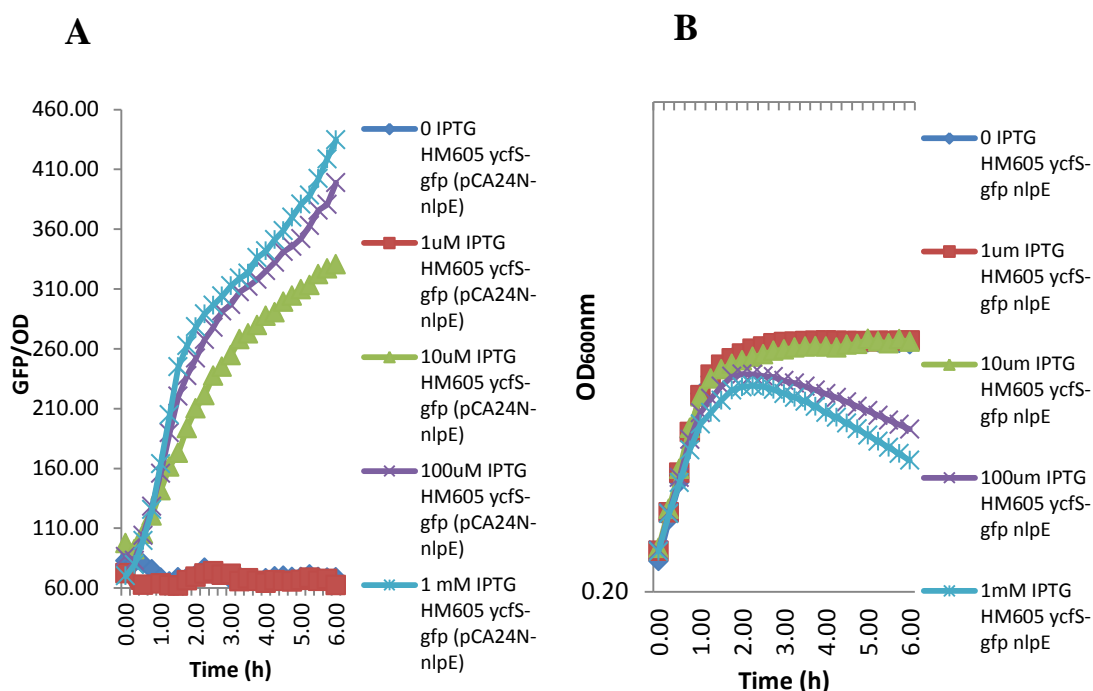 A
460.00
410.00
360.00
310.00
260.00
210.00
160.00
110.00
60.00
GFP/OD
0.00
1.00
2.00
3.00
4.00
5.00
6.00
Time (h)
0 IPTG
HM605 ycfS-
gfp (pCA24N-
nlpE)
1uM IPTG
HM605 ycfS-
gfp (pCA24N-
nlpE)
10uM IPTG
HM605 ycfS-
gfp (pCA24N-
nlpE)
100uM IPTG
HM605 ycfS-
gfp (pCA24N-
nlpE)
1 mM IPTG
HM605 ycfS-
gfp (pCA24N-
nlpE)
B
OD600nm
0.20
0.00
1.00
2.00
3.00
4.00
5.00
6.00
Time (h)
0 IPTG
HM605 ycfS-
gfp nlpE
1um IPTG
HM605 ycfS-
gfp nlpE
10um IPTG
HM605 ycfS-
gfp nlpE
100um IPTG
HM605 ycfS-
gfp nlpE
1mM IPTG
HM605 ycfS-
gfp nlpE